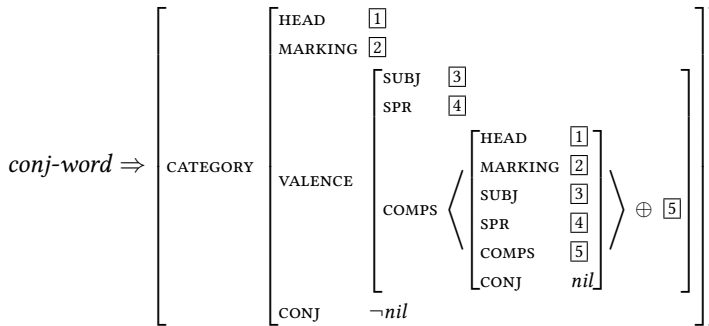 HEAD 1
MARKING 2
SUBJ 3
SPR 4
HEAD 1
MARKING 2
conj-word ⇒ CATEGORY VALENCE COMPS ⟨ SUBJ 3 ⟩ ⊕ 5
SPR 4
COMPS 5
CONJ nil
CONJ ¬nil